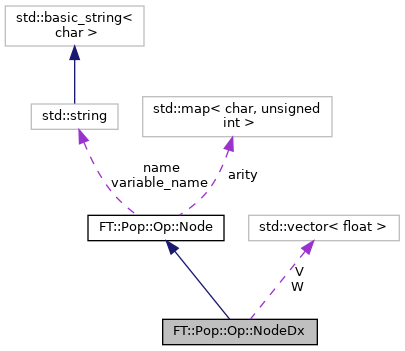 std::basic_string<
char >
std::string
std::map< char, unsigned
int >
name
variable_name
arity
FT::Pop::Op::Node
std::vector< float >
V
W
FT::Pop::Op::NodeDx